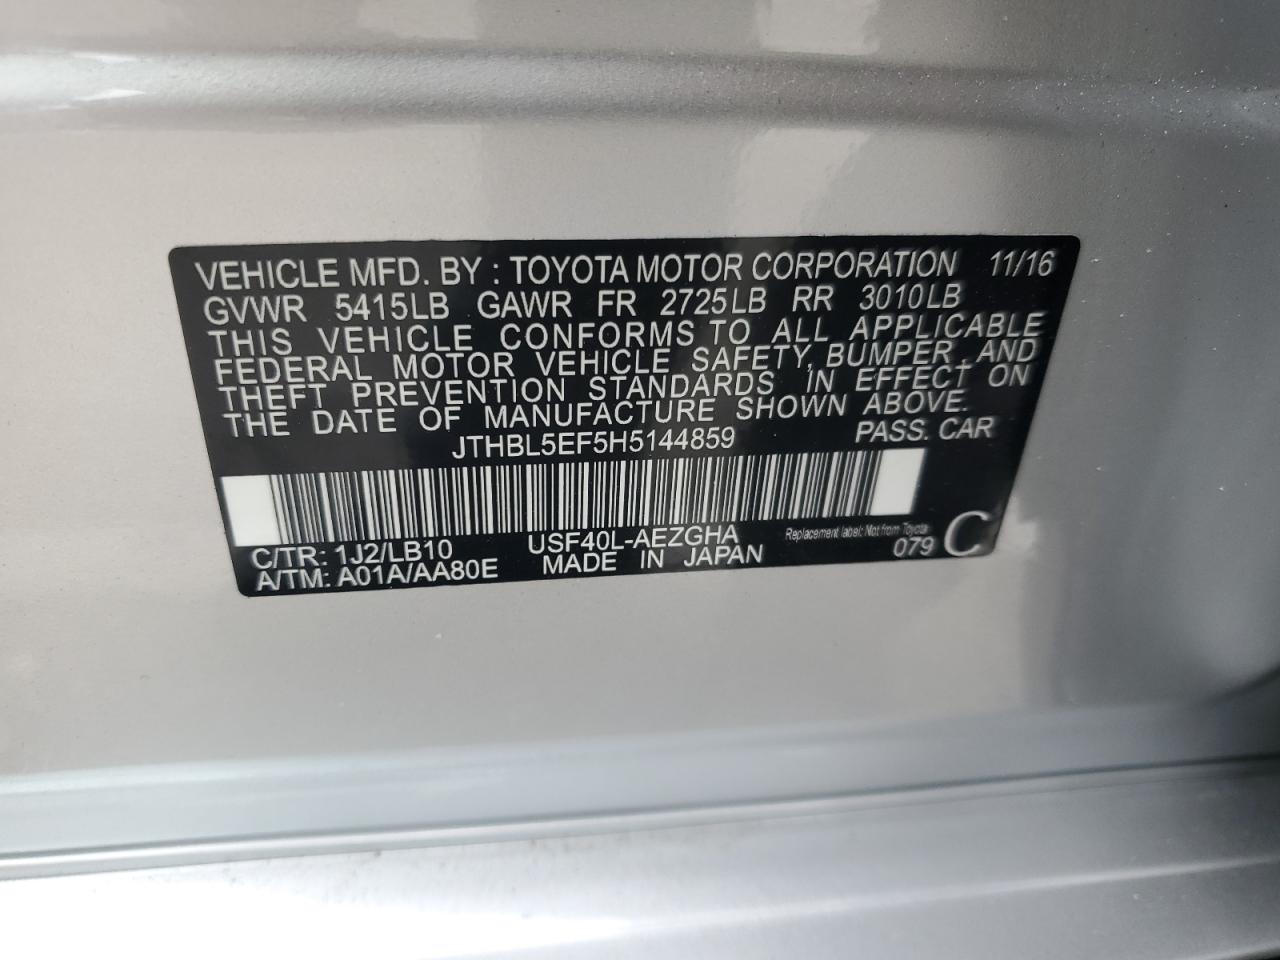 VEHICLE MFD. BY : TOYOTA MOTOR CORPORATION 11/16
GVWR 5415LB GAWR FR 2725LB RR 3010LB
THIS VEHICLE CONFORMS TO ALL APPLICABLE
FEDERAL MOTOR VEHICLE SAFETY, BUMPER, AND
THEFT PREVENTION STANDARDS IN EFFECT ON
THE DATE OF MANUFACTURE SHOWN ABOVE.
JTHBL5EF5H5144859 PASS. CAR
C/TR: 1J2/LB10 USF40L-AEZGHA Replacement label: Not from Toyota
A/TM: A01A/AA80E MADE IN JAPAN 079 C